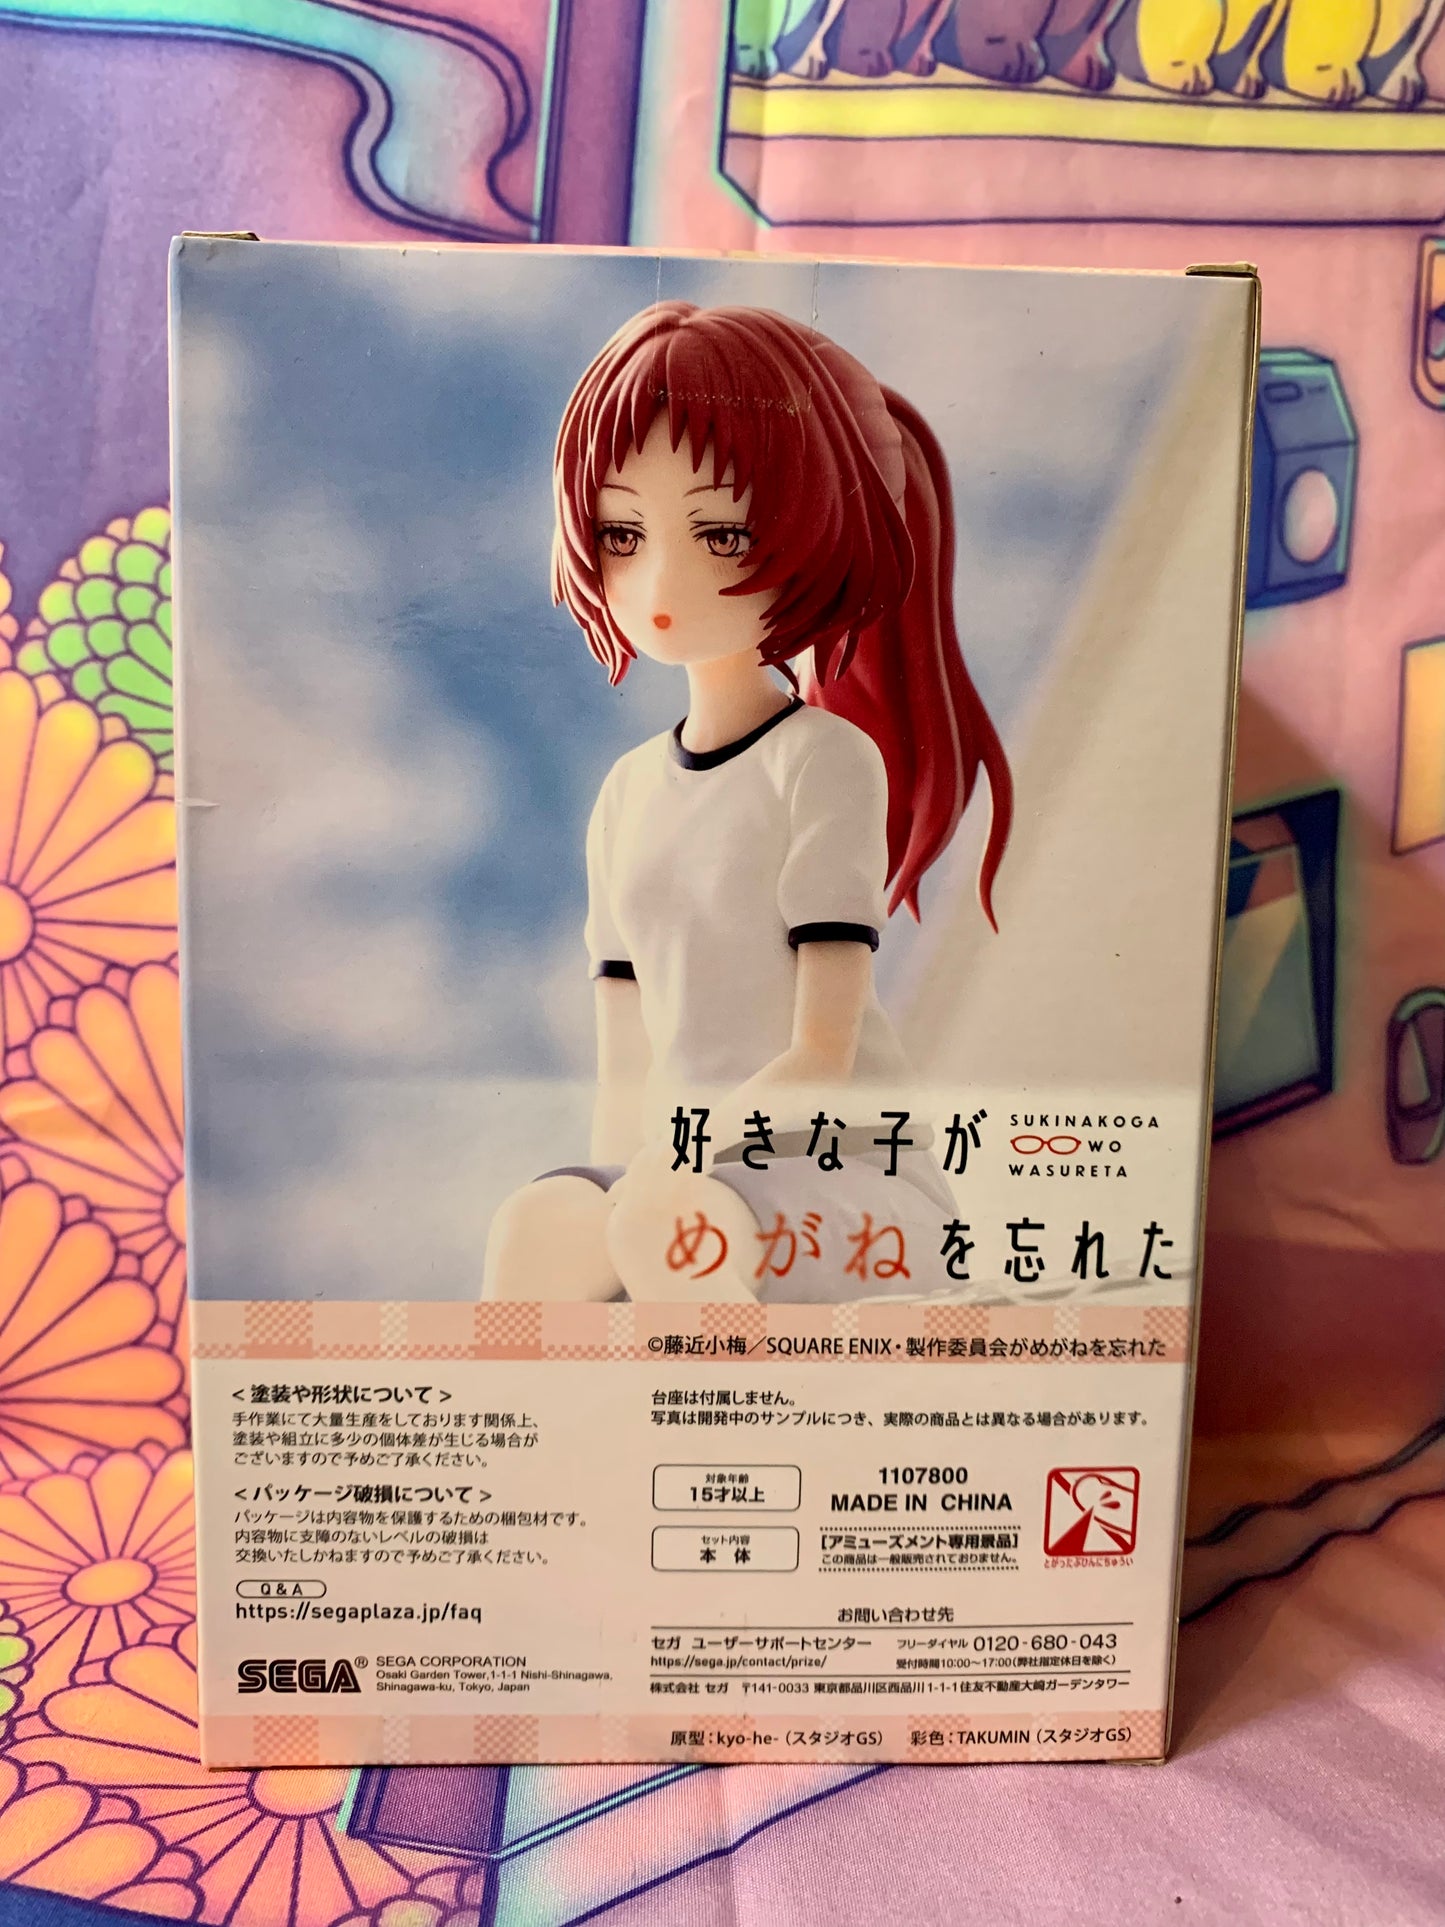 好きな子が
SUKINAKOGA
WO
WASURETA
めがねを忘れた
©藤近小梅／SQUARE ENIX・製作委員会がめがねを忘れた
＜塗装や形状について＞
手作業にて大量生産をしております関係上、
塗装や組立に多少の個体差が生じる場合が
ございますので予めご了承ください。
＜パッケージ破損について＞
パッケージは内容物を保護するための梱包材です。
内容物に支障のないレベルの破損は
交換いたしかねますので予めご了承ください。
Q & A
https://segaplaza.jp/faq
SEGA®
SEGA CORPORATION
Osaki Garden Tower,1-1-1 Nishi-Shinagawa,
Shinagawa-ku, Tokyo, Japan
台座は付属しません。
写真は開発中のサンプルにつき、実際の商品とは異なる場合があります。
対象年齢
15才以上
セット内容
本体
1107800
MADE IN CHINA
[アミューズメント専用景品]
この商品は一般販売されておりません。
とがったぶひんにちゅうい
お問い合わせ先
セガ ユーザーサポートセンター フリーダイヤル 0120-680-043
https://sega.jp/contact/prize/ 受付時間10:00～17:00(弊社指定休日を除く)
株式会社 セガ 〒141-0033 東京都品川区西品川1-1-1住友不動産大崎ガーデンタワー
原型：kyo-he-（スタジオGS） 彩色：TAKUMIN（スタジオGS）